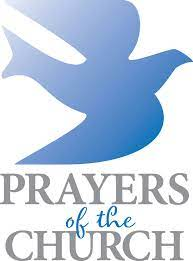 PRAYERS
of the
CHURCH